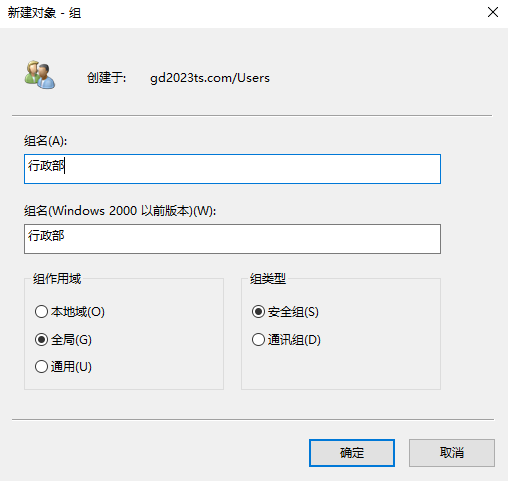 新建对象 - 组
创建于: gd2023ts.com/Users
组名(A):
行政部
组名(Windows 2000 以前版本)(W):
行政部
组作用域
本地域(O)
全局(G)
通用(U)
组类型
安全组(S)
通讯组(D)
确定
取消